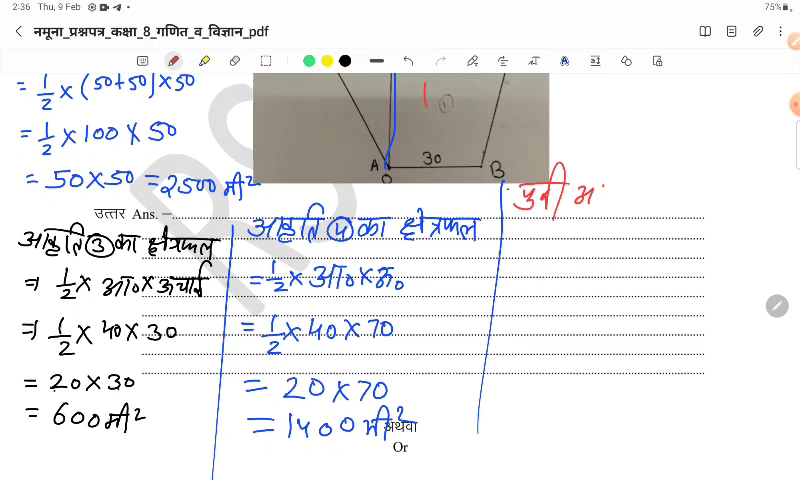 2:36 Thu, 9 Feb
75%
नमूना_प्रश्नपत्र_कक्षा_8_गणित_व_विज्ञान_pdf
= 1/2 × (50+50) × 50
= 1/2 × 100 × 50
= 50 × 50 = 2500 मी²
1
A
O
30
B
उत्तर Ans. –
आकृति ③ का क्षेत्रफल
⇒ 1/2 × आ० × ऊंचाई
⇒ 1/2 × 40 × 30
= 20 × 30
= 600 मी²
आकृति ④ का क्षेत्रफल
= 1/2 × आ० × ऊ०
= 1/2 × 40 × 70
= 20 × 70
= 1400 मी²
अथवा
Or